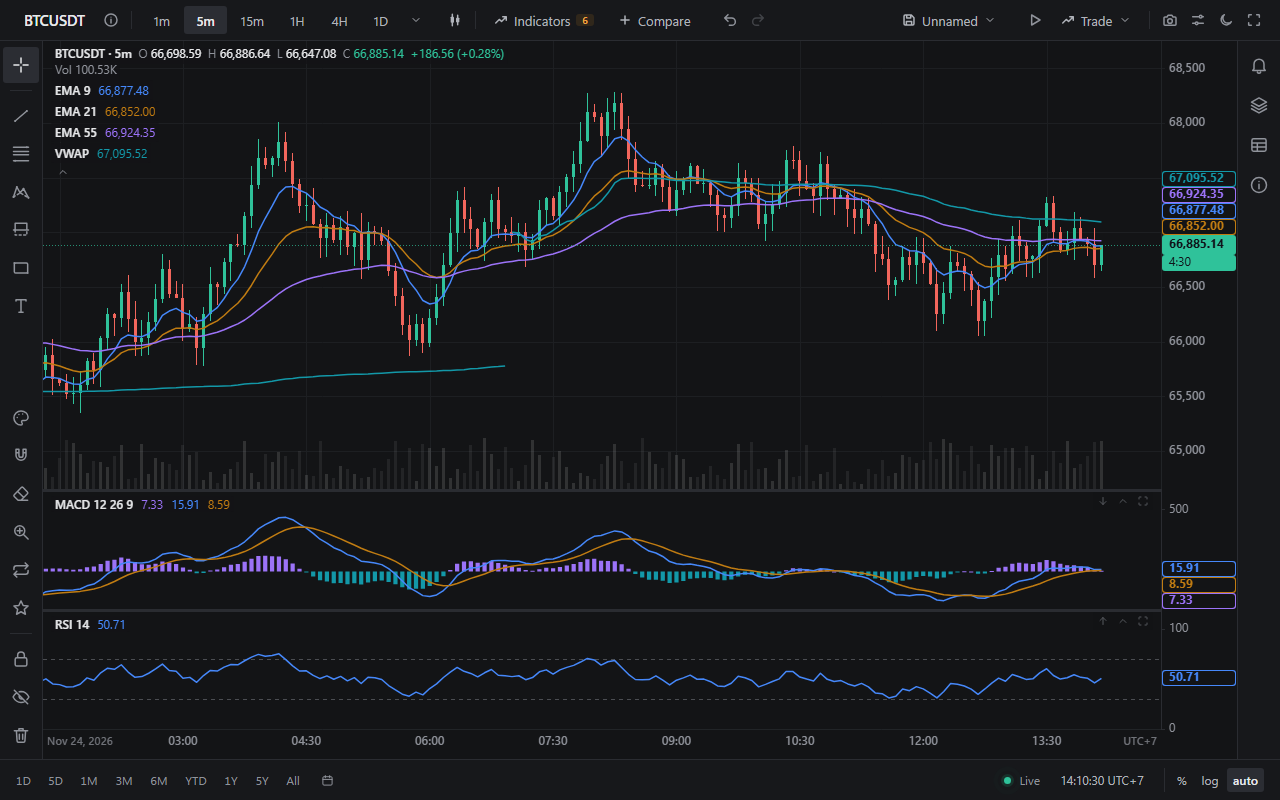 BTCUSDT 1m 5m 15m 1H 4H 1D Indicators 6 Compare Unnamed Trade
BTCUSDT · 5m O 66,698.59 H 66,886.64 L 66,647.08 C 66,885.14 +186.56 (+0.28%)
Vol 100.53K
EMA 9 66,877.48
EMA 21 66,852.00
EMA 55 66,924.35
VWAP 67,095.52
68,500
68,000
67,095.52
66,924.35
66,877.48
66,852.00
66,885.14
4:30
66,500
66,000
65,500
65,000
MACD 12 26 9 7.33 15.91 8.59
500
15.91
8.59
7.33
RSI 14 50.71
100
50.71
0
Nov 24, 2026 03:00 04:30 06:00 07:30 09:00 10:30 12:00 13:30 UTC+7
1D 5D 1M 3M 6M YTD 1Y 5Y All Live 14:10:30 UTC+7 % log auto